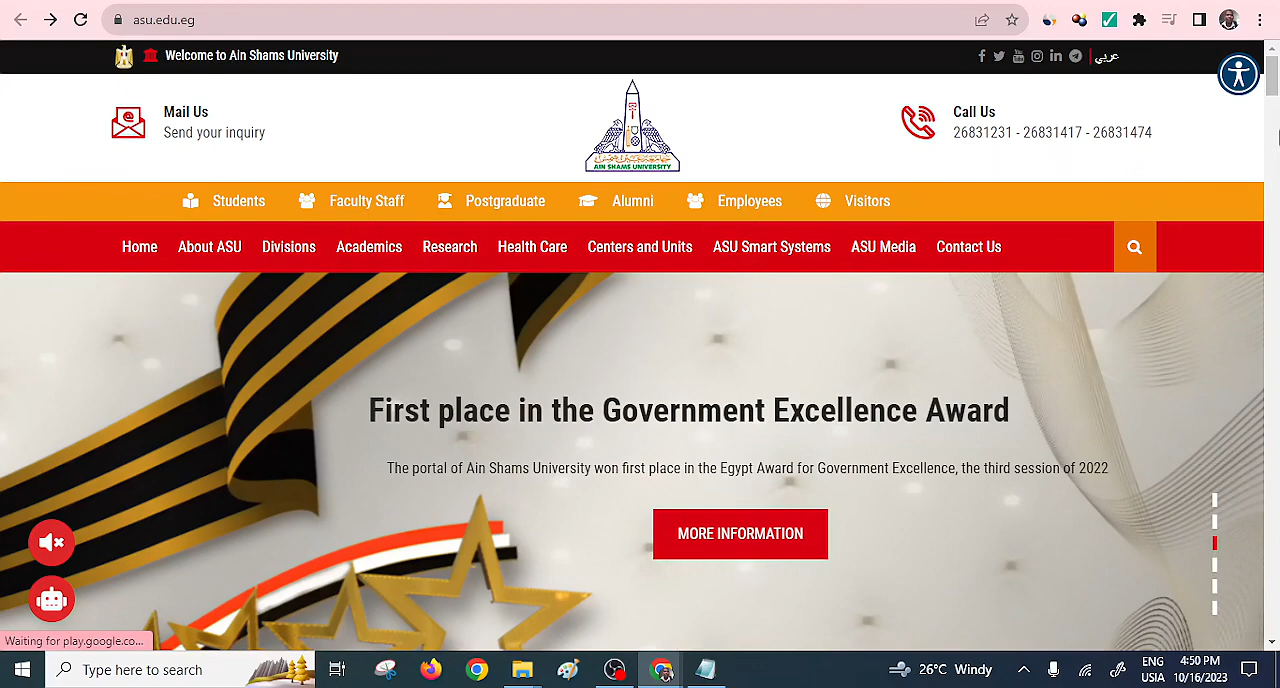 asu.edu.eg
Welcome to Ain Shams University
عربي
Mail Us
Send your inquiry
AIN SHAMS UNIVERSITY
Call Us
26831231 - 26831417 - 26831474
Students Faculty Staff Postgraduate Alumni Employees Visitors
Home About ASU Divisions Academics Research Health Care Centers and Units ASU Smart Systems ASU Media Contact Us
First place in the Government Excellence Award
The portal of Ain Shams University won first place in the Egypt Award for Government Excellence, the third session of 2022
MORE INFORMATION
Waiting for play.google.co...
Type here to search
26°C Windy
ENG
USIA
4:50 PM
10/16/2023